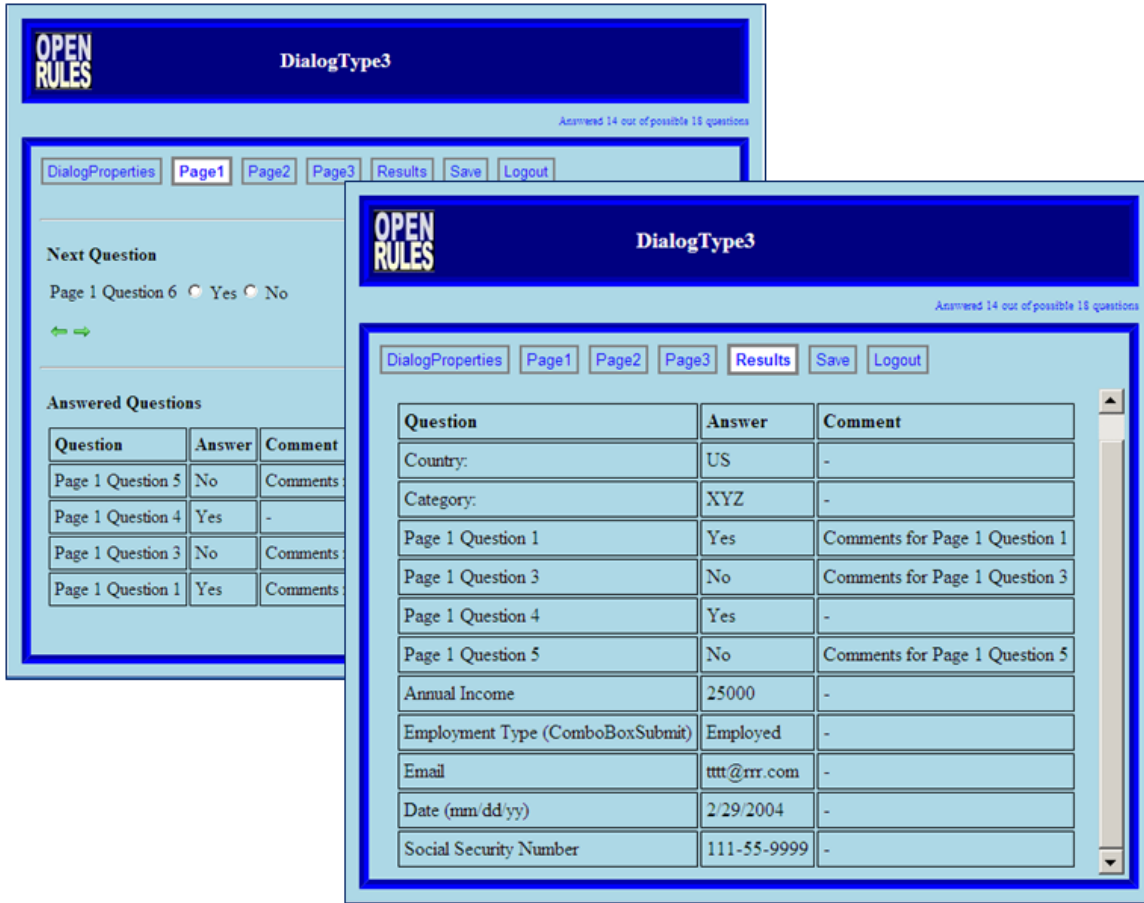 OPEN
RULES
DialogType3
Answered 14 out of possible 18 questions
DialogProperties Page1 Page2 Page3 Results Save Logout
Next Question
Page 1 Question 6 Yes No
Answered Questions
Question Answer Comment
Page 1 Question 5 No Comments
Page 1 Question 4 Yes -
Page 1 Question 3 No Comments
Page 1 Question 1 Yes Comments
OPEN
RULES
DialogType3
Answered 14 out of possible 18 questions
DialogProperties Page1 Page2 Page3 Results Save Logout
Question Answer Comment
Country: US -
Category: XYZ -
Page 1 Question 1 Yes Comments for Page 1 Question 1
Page 1 Question 3 No Comments for Page 1 Question 3
Page 1 Question 4 Yes -
Page 1 Question 5 No Comments for Page 1 Question 5
Annual Income 25000 -
Employment Type (ComboBoxSubmit) Employed -
Email tttt@rrr.com -
Date (mm/dd/yy) 2/29/2004 -
Social Security Number 111-55-9999 -